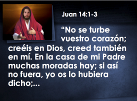 Juan 14:1-3
"No se turbe
vuestro corazón;
creéis en Dios, creed también
en mí. En la casa de mi Padre
muchas moradas hay; si así
no fuera, yo os lo hubiera
dicho;...